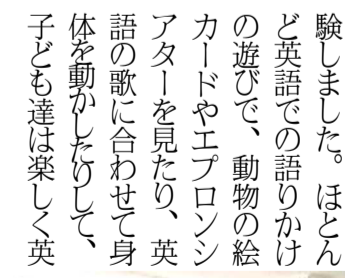 験しました。ほとん
ど英語での語りかけ
の遊びで、動物の絵
カードやエプロンシ
アターを見たり、英
語の歌に合わせて身
体を動かしたりして、
子ども達は楽しく英